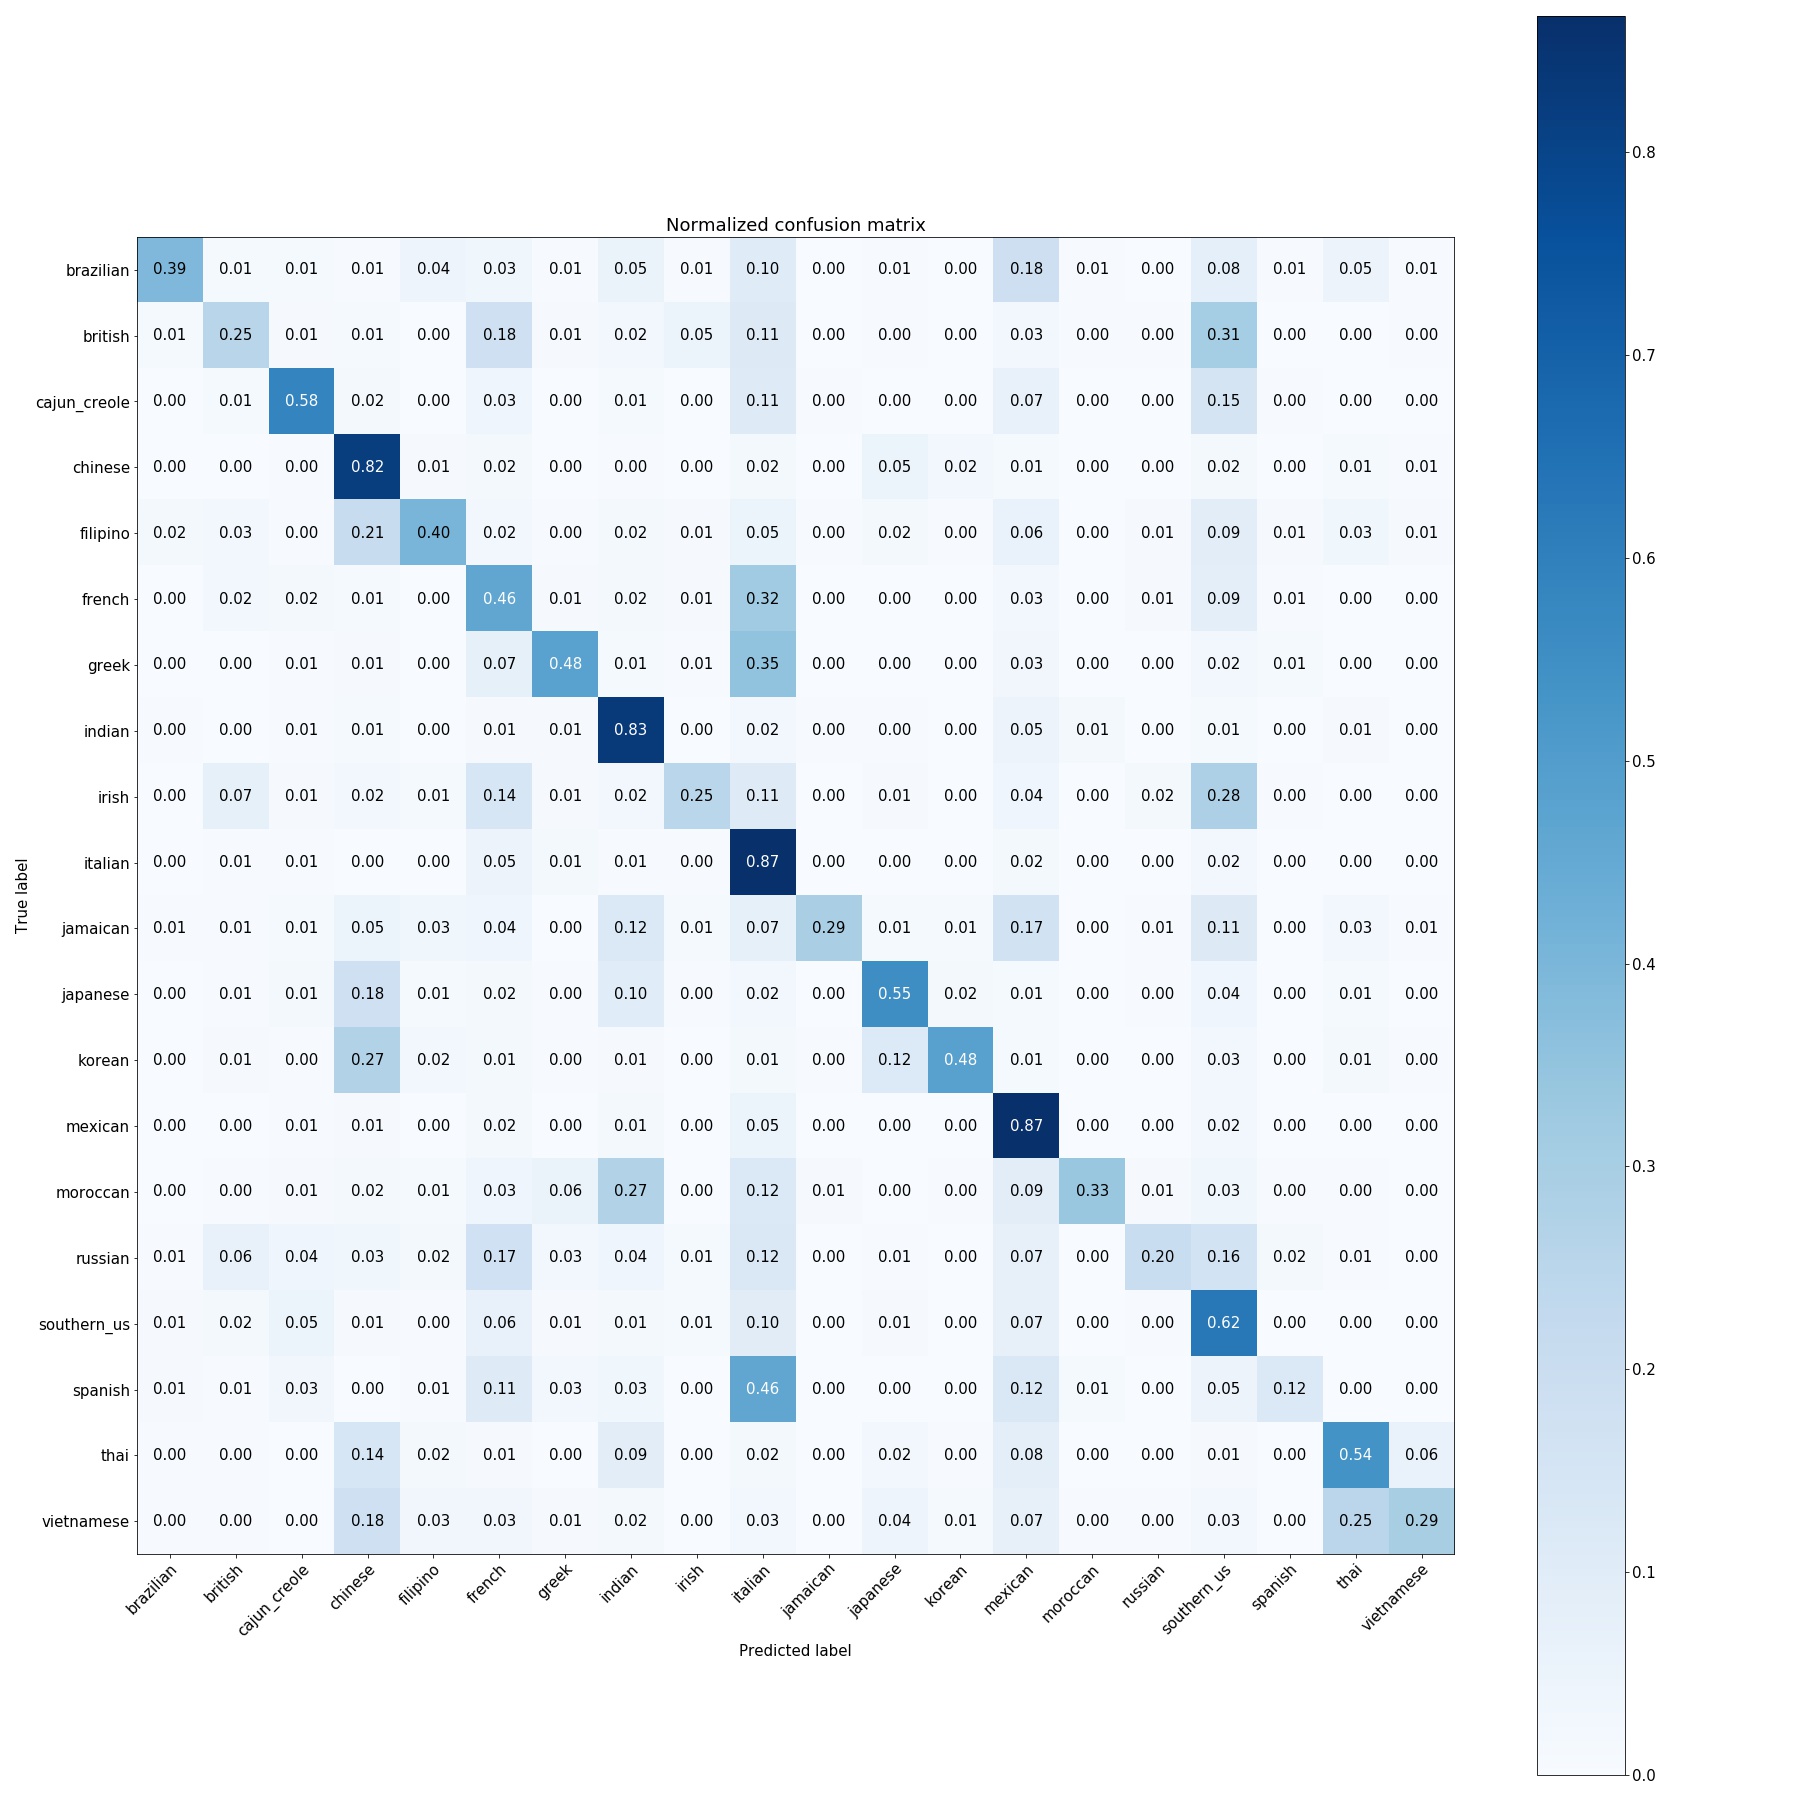 Normalized confusion matrix
brazilian 0.39 0.01 0.01 0.01 0.04 0.03 0.01 0.05 0.01 0.10 0.00 0.01 0.00 0.18 0.01 0.00 0.08 0.01 0.05 0.01
british 0.01 0.25 0.01 0.01 0.00 0.18 0.01 0.02 0.05 0.11 0.00 0.00 0.00 0.03 0.00 0.00 0.31 0.00 0.00 0.00
cajun_creole 0.00 0.01 0.58 0.02 0.00 0.03 0.00 0.01 0.00 0.11 0.00 0.00 0.00 0.07 0.00 0.00 0.15 0.00 0.00 0.00
chinese 0.00 0.00 0.00 0.82 0.01 0.02 0.00 0.00 0.00 0.02 0.00 0.05 0.02 0.01 0.00 0.00 0.02 0.00 0.01 0.01
filipino 0.02 0.03 0.00 0.21 0.40 0.02 0.00 0.02 0.01 0.05 0.00 0.02 0.00 0.06 0.00 0.01 0.09 0.01 0.03 0.01
french 0.00 0.02 0.02 0.01 0.00 0.46 0.01 0.02 0.01 0.32 0.00 0.00 0.00 0.03 0.00 0.01 0.09 0.01 0.00 0.00
greek 0.00 0.00 0.01 0.01 0.00 0.07 0.48 0.01 0.01 0.35 0.00 0.00 0.00 0.03 0.00 0.00 0.02 0.01 0.00 0.00
indian 0.00 0.00 0.01 0.01 0.00 0.01 0.01 0.83 0.00 0.02 0.00 0.00 0.00 0.05 0.01 0.00 0.01 0.00 0.01 0.00
irish 0.00 0.07 0.01 0.02 0.01 0.14 0.01 0.02 0.25 0.11 0.00 0.01 0.00 0.04 0.00 0.02 0.28 0.00 0.00 0.00
italian 0.00 0.01 0.01 0.00 0.00 0.05 0.01 0.01 0.00 0.87 0.00 0.00 0.00 0.02 0.00 0.00 0.02 0.00 0.00 0.00
jamaican 0.01 0.01 0.01 0.05 0.03 0.04 0.00 0.12 0.01 0.07 0.29 0.01 0.01 0.17 0.00 0.01 0.11 0.00 0.03 0.01
japanese 0.00 0.01 0.01 0.18 0.01 0.02 0.00 0.10 0.00 0.02 0.00 0.55 0.02 0.01 0.00 0.00 0.04 0.00 0.01 0.00
korean 0.00 0.01 0.00 0.27 0.02 0.01 0.00 0.01 0.00 0.01 0.00 0.12 0.48 0.01 0.00 0.00 0.03 0.00 0.01 0.00
mexican 0.00 0.00 0.01 0.01 0.00 0.02 0.00 0.01 0.00 0.05 0.00 0.00 0.00 0.87 0.00 0.00 0.02 0.00 0.00 0.00
moroccan 0.00 0.00 0.01 0.02 0.01 0.03 0.06 0.27 0.00 0.12 0.01 0.00 0.00 0.09 0.33 0.01 0.03 0.00 0.00 0.00
russian 0.01 0.06 0.04 0.03 0.02 0.17 0.03 0.04 0.01 0.12 0.00 0.01 0.00 0.07 0.00 0.20 0.16 0.02 0.01 0.00
southern_us 0.01 0.02 0.05 0.01 0.00 0.06 0.01 0.01 0.01 0.10 0.00 0.01 0.00 0.07 0.00 0.00 0.62 0.00 0.00 0.00
spanish 0.01 0.01 0.03 0.00 0.01 0.11 0.03 0.03 0.00 0.46 0.00 0.00 0.00 0.12 0.01 0.00 0.05 0.12 0.00 0.00
thai 0.00 0.00 0.00 0.14 0.02 0.01 0.00 0.09 0.00 0.02 0.00 0.02 0.00 0.08 0.00 0.00 0.01 0.00 0.54 0.06
vietnamese 0.00 0.00 0.00 0.18 0.03 0.03 0.01 0.02 0.00 0.03 0.00 0.04 0.01 0.07 0.00 0.00 0.03 0.00 0.25 0.29
brazilian british cajun_creole chinese filipino french greek indian irish italian jamaican japanese korean mexican moroccan russian southern_us spanish thai vietnamese
Predicted label
True label
0.8
0.7
0.6
0.5
0.4
0.3
0.2
0.1
0.0